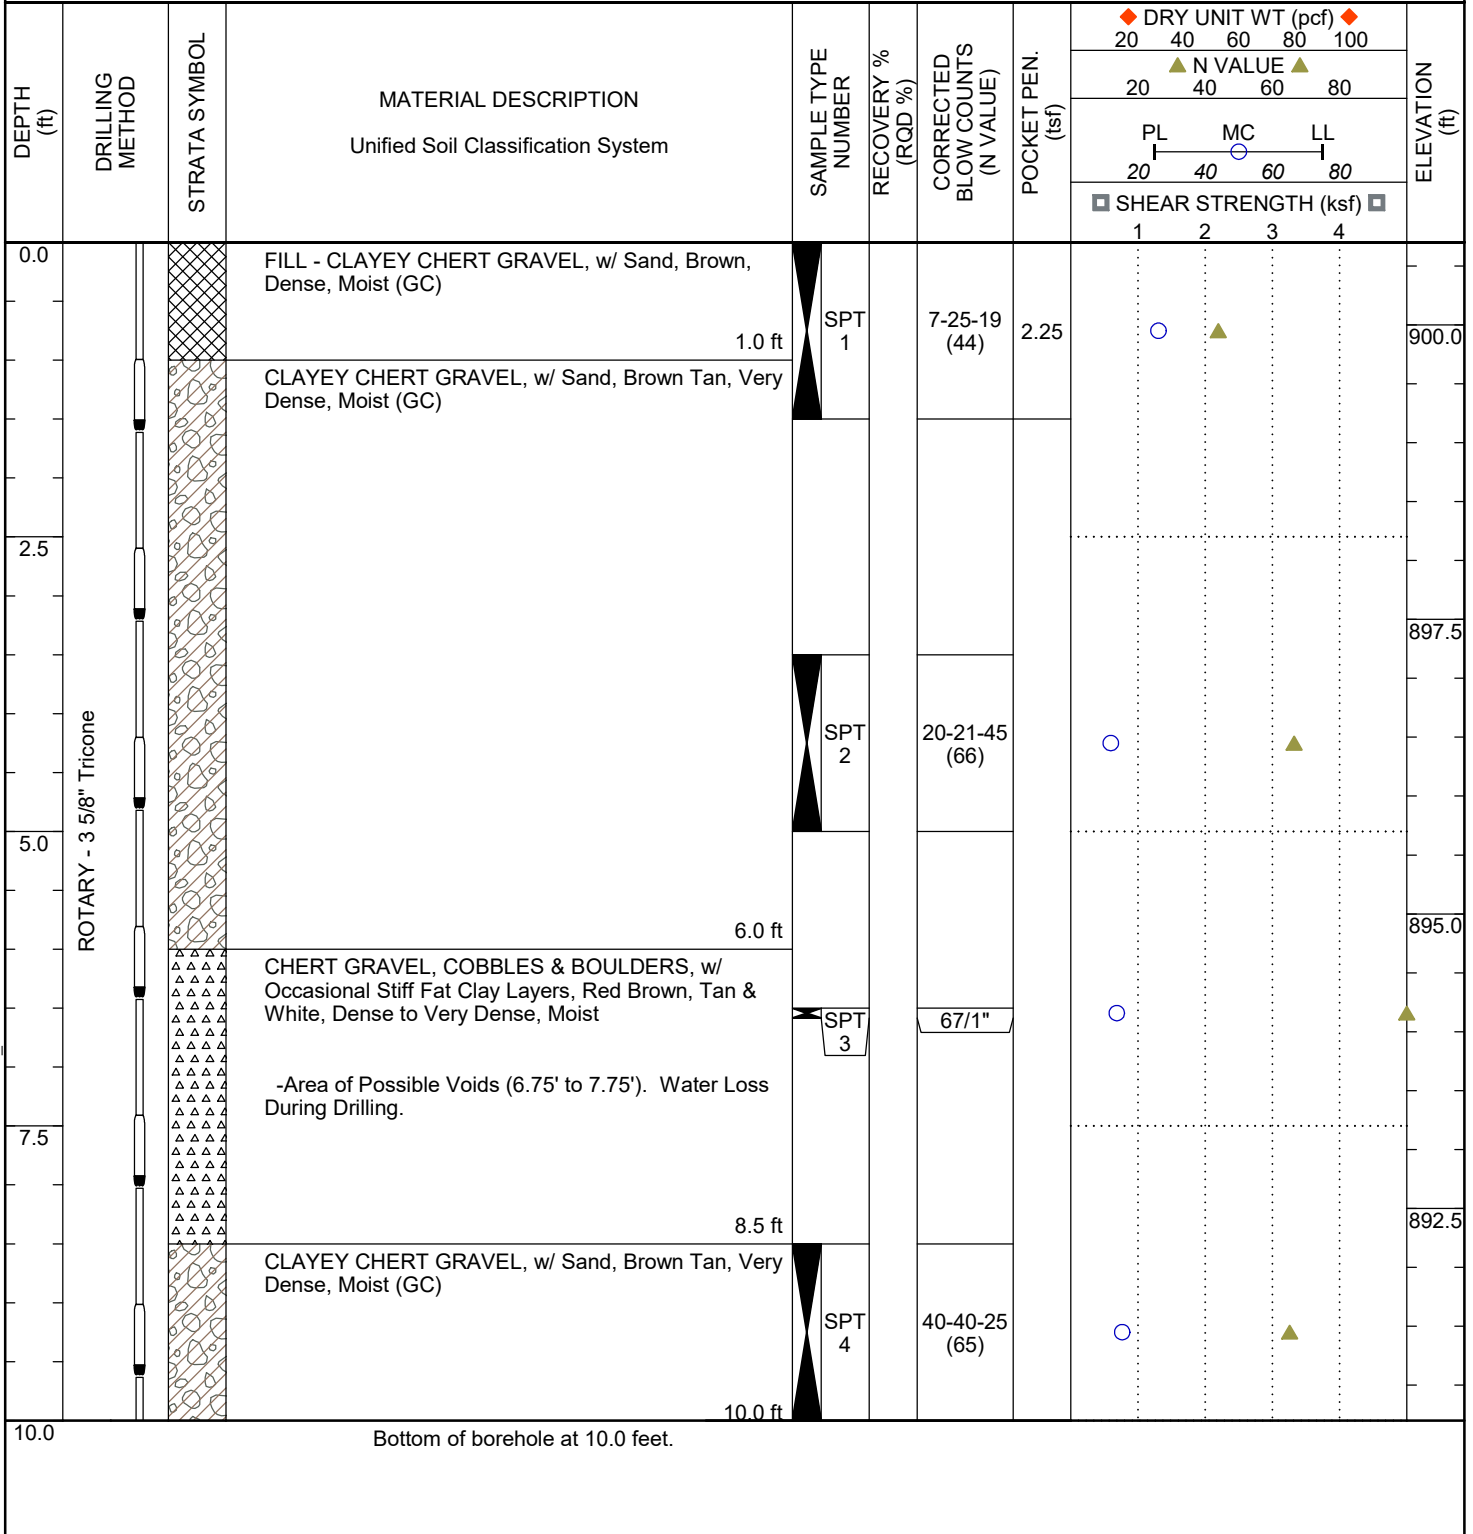 DEPTH
(ft)
DRILLING
METHOD
STRATA SYMBOL
MATERIAL DESCRIPTION
Unified Soil Classification System
SAMPLE TYPE
NUMBER
RECOVERY %
(RQD %)
CORRECTED
BLOW COUNTS
(N VALUE)
POCKET PEN.
(tsf)
DRY UNIT WT (pcf)
20 40 60 80 100
N VALUE
20 40 60 80
PL MC LL
20 40 60 80
SHEAR STRENGTH (ksf)
1 2 3 4
ELEVATION
(ft)
0.0
FILL - CLAYEY CHERT GRAVEL, w/ Sand, Brown,
Dense, Moist (GC)
1.0 ft
SPT
1
7-25-19
(44)
2.25
900.0
CLAYEY CHERT GRAVEL, w/ Sand, Brown Tan, Very
Dense, Moist (GC)
2.5
897.5
ROTARY - 3 5/8" Tricone
SPT
2
20-21-45
(66)
5.0
6.0 ft
895.0
CHERT GRAVEL, COBBLES & BOULDERS, w/
Occasional Stiff Fat Clay Layers, Red Brown, Tan &
White, Dense to Very Dense, Moist
SPT
3
67/1"
-Area of Possible Voids (6.75' to 7.75'). Water Loss
During Drilling.
7.5
8.5 ft
892.5
CLAYEY CHERT GRAVEL, w/ Sand, Brown Tan, Very
Dense, Moist (GC)
SPT
4
40-40-25
(65)
10.0 ft
10.0
Bottom of borehole at 10.0 feet.